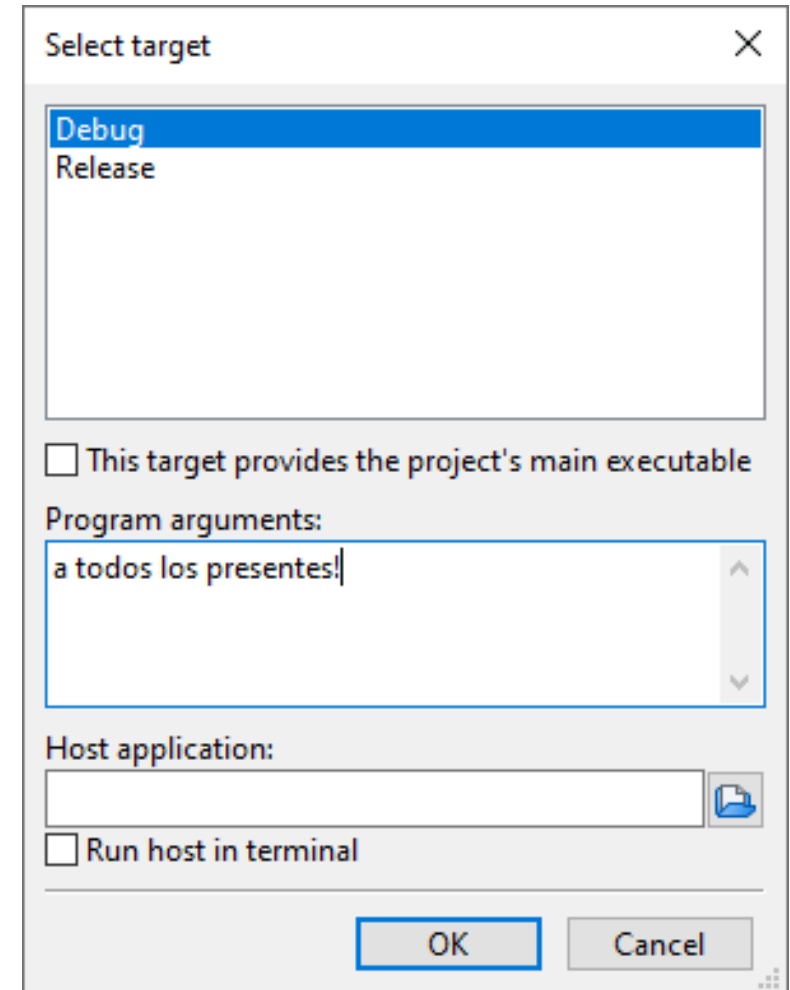 Select target
Debug
Release
This target provides the project's main executable
Program arguments:
a todos los presentes!
Host application:
Run host in terminal
OK
Cancel